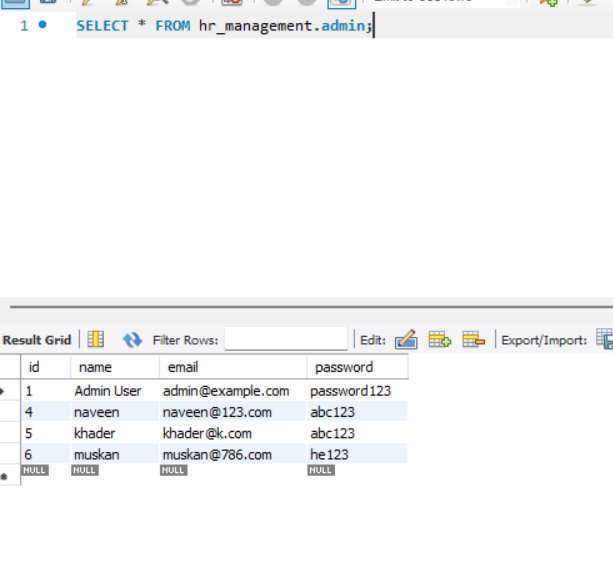 1 SELECT * FROM hr_management.admin;
Result Grid Filter Rows: Edit: Export/Import:
id name email password
1 Admin User admin@example.com password123
4 naveen naveen@123.com abc123
5 khader khader@k.com abc123
6 muskan muskan@786.com he123
NULL NULL NULL NULL